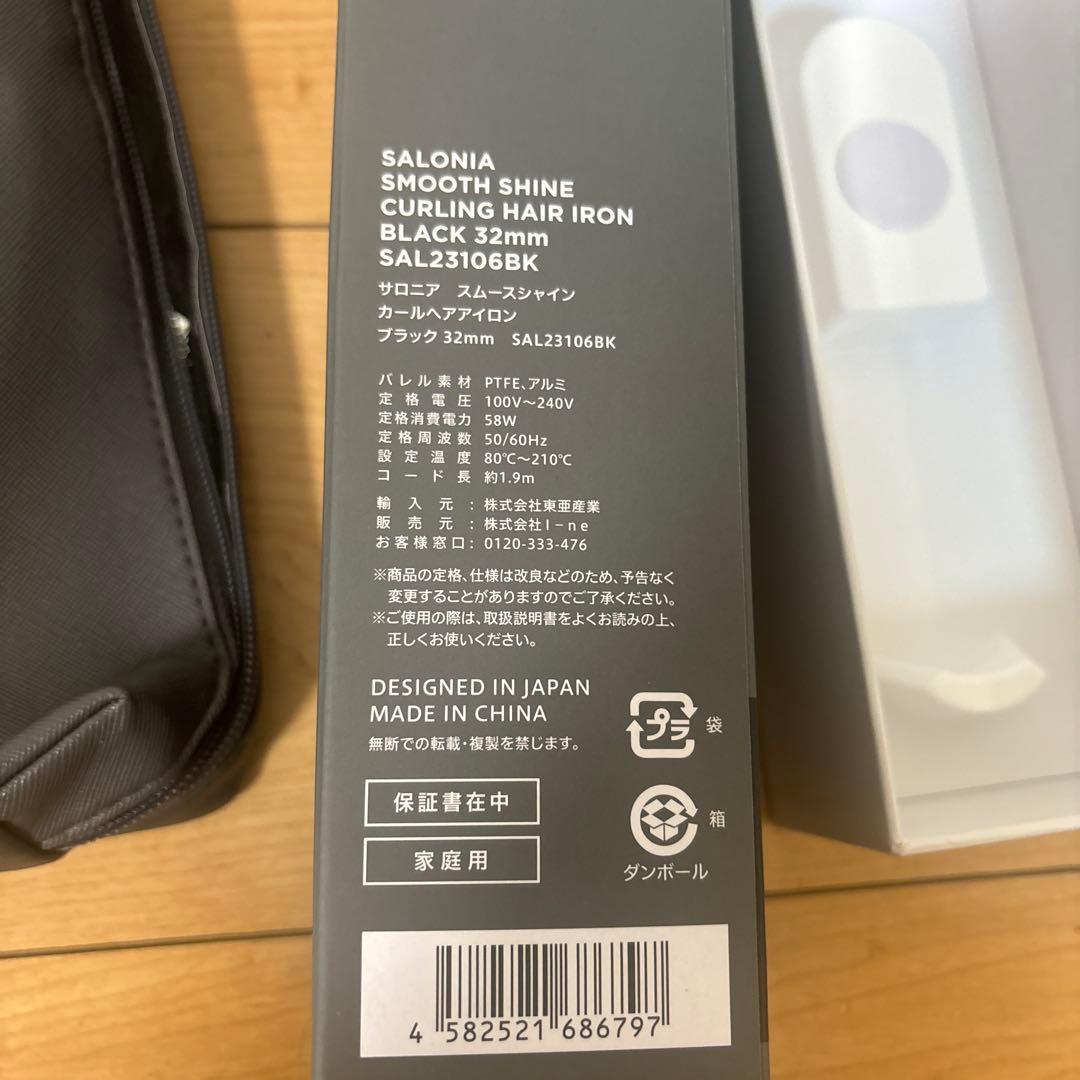 SALONIA
SMOOTH SHINE
CURLING HAIR IRON
BLACK 32mm
SAL23106BK
サロニア スムースシャイン
カールヘアアイロン
ブラック 32mm SAL23106BK
バレル素材 PTFE、アルミ
定格電圧 100V～240V
定格消費電力 58W
定格周波数 50/60Hz
設定温度 80℃～210℃
コード長 約1.9m
輸入元：株式会社東亜産業
販売元：株式会社I－ne
お客様窓口：0120-333-476
※商品の定格、仕様は改良などのため、予告なく
変更することがありますのでご了承ください。
※ご使用の際は、取扱説明書をよくお読みの上、
正しくお使いください。
DESIGNED IN JAPAN
MADE IN CHINA
無断での転載・複製を禁じます。
プラ 袋
保証書在中
箱
ダンボール
家庭用
4 582521 686797